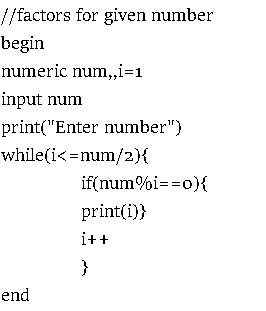 //factors for given number
begin
numeric num,,i=1
input num
print("Enter number")
while(i<=num/2){
if(num%i==0){
print(i)}
i++
}
end